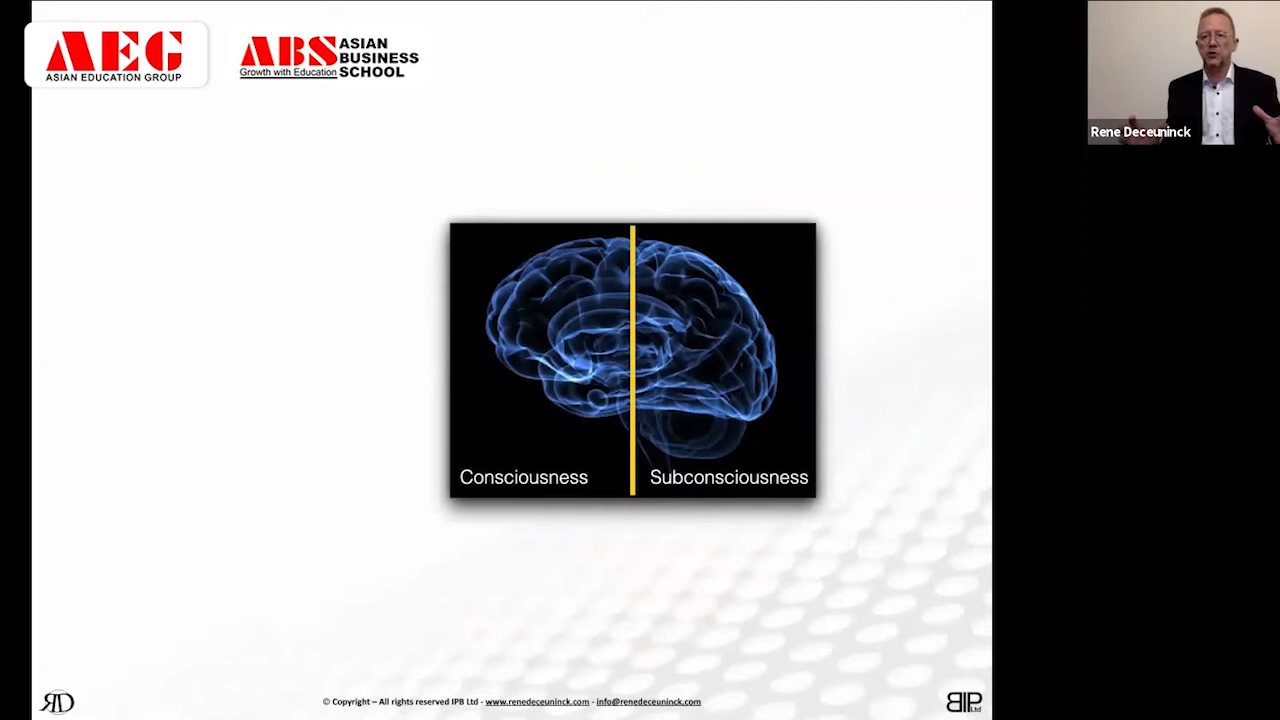 AEG
ASIAN EDUCATION GROUP
ABS ASIAN BUSINESS SCHOOL
Growth with Education
Rene Deceuninck
Consciousness
Subconsciousness
© Copyright – All rights reserved IPB Ltd - www.renedeceuninck.com - info@renedeceuninck.com